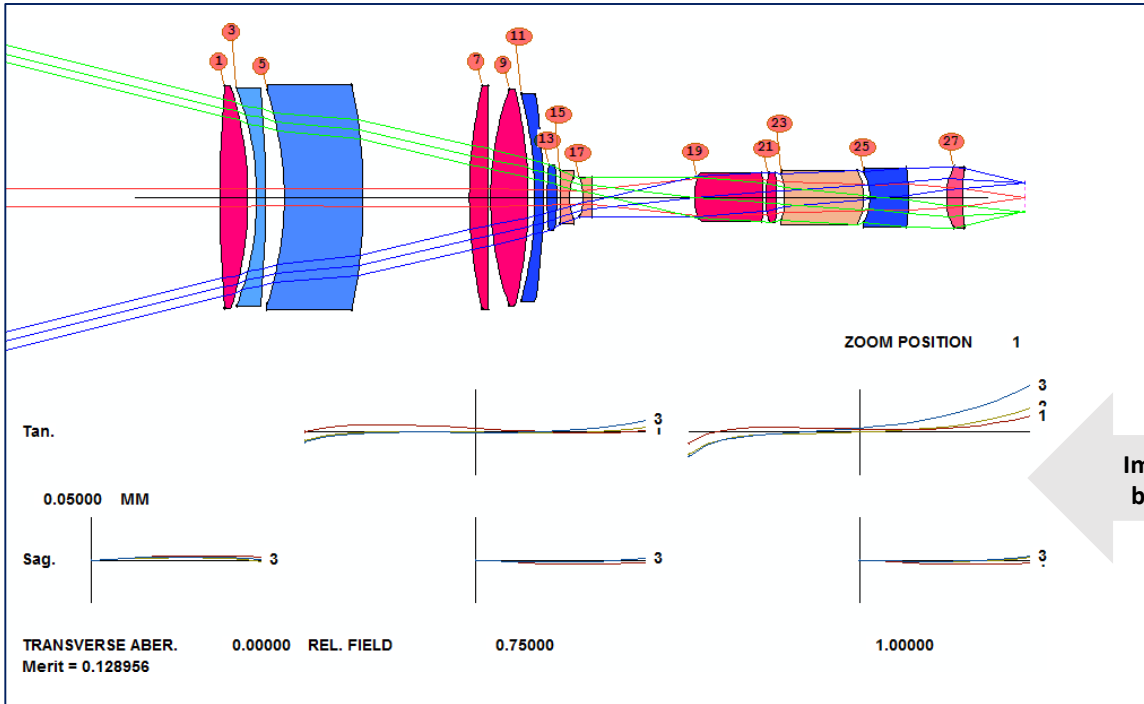 3
11
1
5
7
9
23
15
13
17
19
21
25
27
ZOOM POSITION 1
3
2
1
Tan.
3
0.05000 MM
Sag.
3
3
3
TRANSVERSE ABER. 0.00000 REL. FIELD 0.75000 1.00000
Merit = 0.128956
Im
b